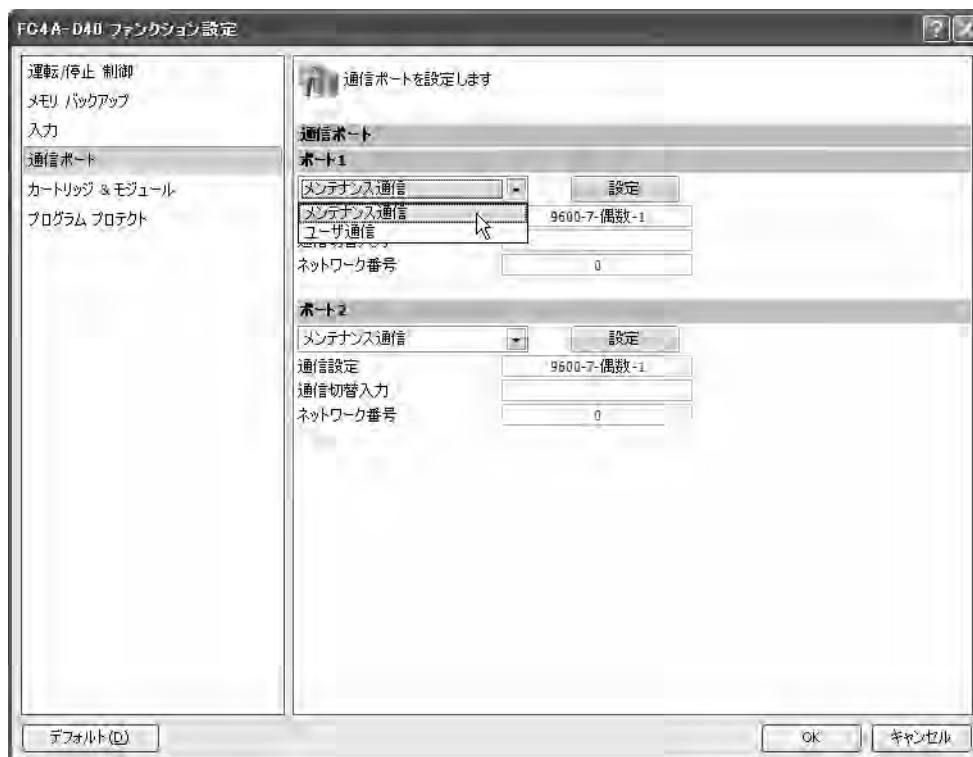 FC4A-D40 ファンクション設定
運転/停止 制御
メモリ バックアップ
入力
通信ポート
カートリッジ & モジュール
プログラム プロテクト
通信ポートを設定します
通信ポート
ポート1
メンテナンス通信
設定
メンテナンス通信
9600-7-偶数-1
ユーザ通信
ネットワーク番号
0
ポート2
メンテナンス通信
設定
通信設定
9600-7-偶数-1
通信切替入力
ネットワーク番号
0
デフォルト(D)
OK
キャンセル